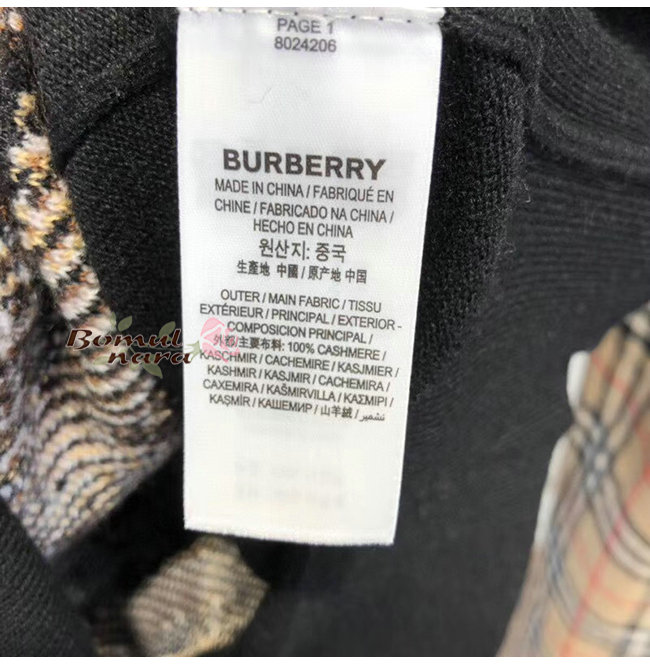 PAGE 1
8024206
BURBERRY
MADE IN CHINA / FABRIQUÉ EN
CHINE / FABRICADO NA CHINA /
HECHO EN CHINA
원산지: 중국
生產地 中國 / 原产地 中国
OUTER / MAIN FABRIC / TISSU
EXTÉRIEUR / PRINCIPAL / EXTERIOR -
COMPOSICION PRINCIPAL /
外部/主要布料: 100% CASHMERE /
KASCHMIR / CACHEMIRE / KASJMIER /
KASHMIR / KASJMIR / CACHEMIRA /
CAXEMIRA / KAŠMIRVILLA / ΚΑΣΜΙΡΙ /
KAŞMİR / КАШЕМИР / 山羊絨 / كشمير
Bomul
nara